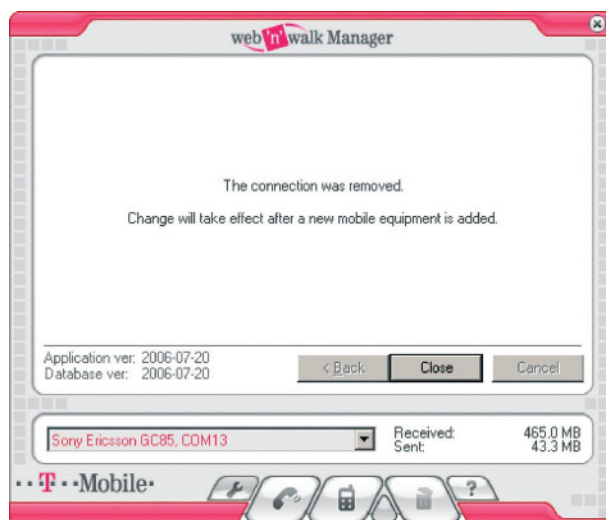 web'n'walk Manager
The connection was removed.
Change will take effect after a new mobile equipment is added.
Application ver: 2006-07-20
Database ver: 2006-07-20
< Back Close Cancel
Sony Ericsson GC85, COM13
Received: 465.0 MB
Sent: 43.3 MB
··T··Mobile·
?